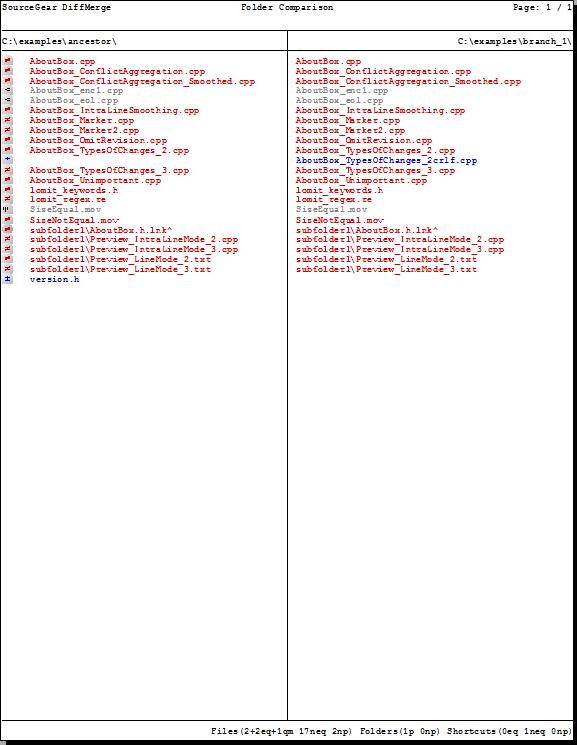 SourceGear DiffMerge Folder Comparison Page: 1 / 1
C:\examples\ancestor\ C:\examples\branch_1\
AboutBox.cpp AboutBox.cpp
AboutBox_ConflictAggregation.cpp AboutBox_ConflictAggregation.cpp
AboutBox_ConflictAggregation_Smoothed.cpp AboutBox_ConflictAggregation_Smoothed.cpp
AboutBox_enc1.cpp AboutBox_enc1.cpp
AboutBox_eol.cpp AboutBox_eol.cpp
AboutBox_IntraLineSmoothing.cpp AboutBox_IntraLineSmoothing.cpp
AboutBox_Marker.cpp AboutBox_Marker.cpp
AboutBox_Marker2.cpp AboutBox_Marker2.cpp
AboutBox_OmitRevision.cpp AboutBox_OmitRevision.cpp
AboutBox_TypesOfChanges_2.cpp AboutBox_TypesOfChanges_2.cpp
AboutBox_TypesOfChanges_2crlf.cpp
AboutBox_TypesOfChanges_3.cpp AboutBox_TypesOfChanges_3.cpp
AboutBox_Unimportant.cpp AboutBox_Unimportant.cpp
lomit_keywords.h lomit_keywords.h
lomit_regex.re lomit_regex.re
SizeEqual.mov SizeEqual.mov
SizeNotEqual.mov SizeNotEqual.mov
subfolder1\AboutBox.h.lnk^ subfolder1\AboutBox.h.lnk^
subfolder1\Preview_IntraLineMode_2.cpp subfolder1\Preview_IntraLineMode_2.cpp
subfolder1\Preview_IntraLineMode_3.cpp subfolder1\Preview_IntraLineMode_3.cpp
subfolder1\Preview_LineMode_2.txt subfolder1\Preview_LineMode_2.txt
subfolder1\Preview_LineMode_3.txt subfolder1\Preview_LineMode_3.txt
version.h
Files(2+2eq+1qm 17neq 2np) Folders(1p 0np) Shortcuts(0eq 1neq 0np)